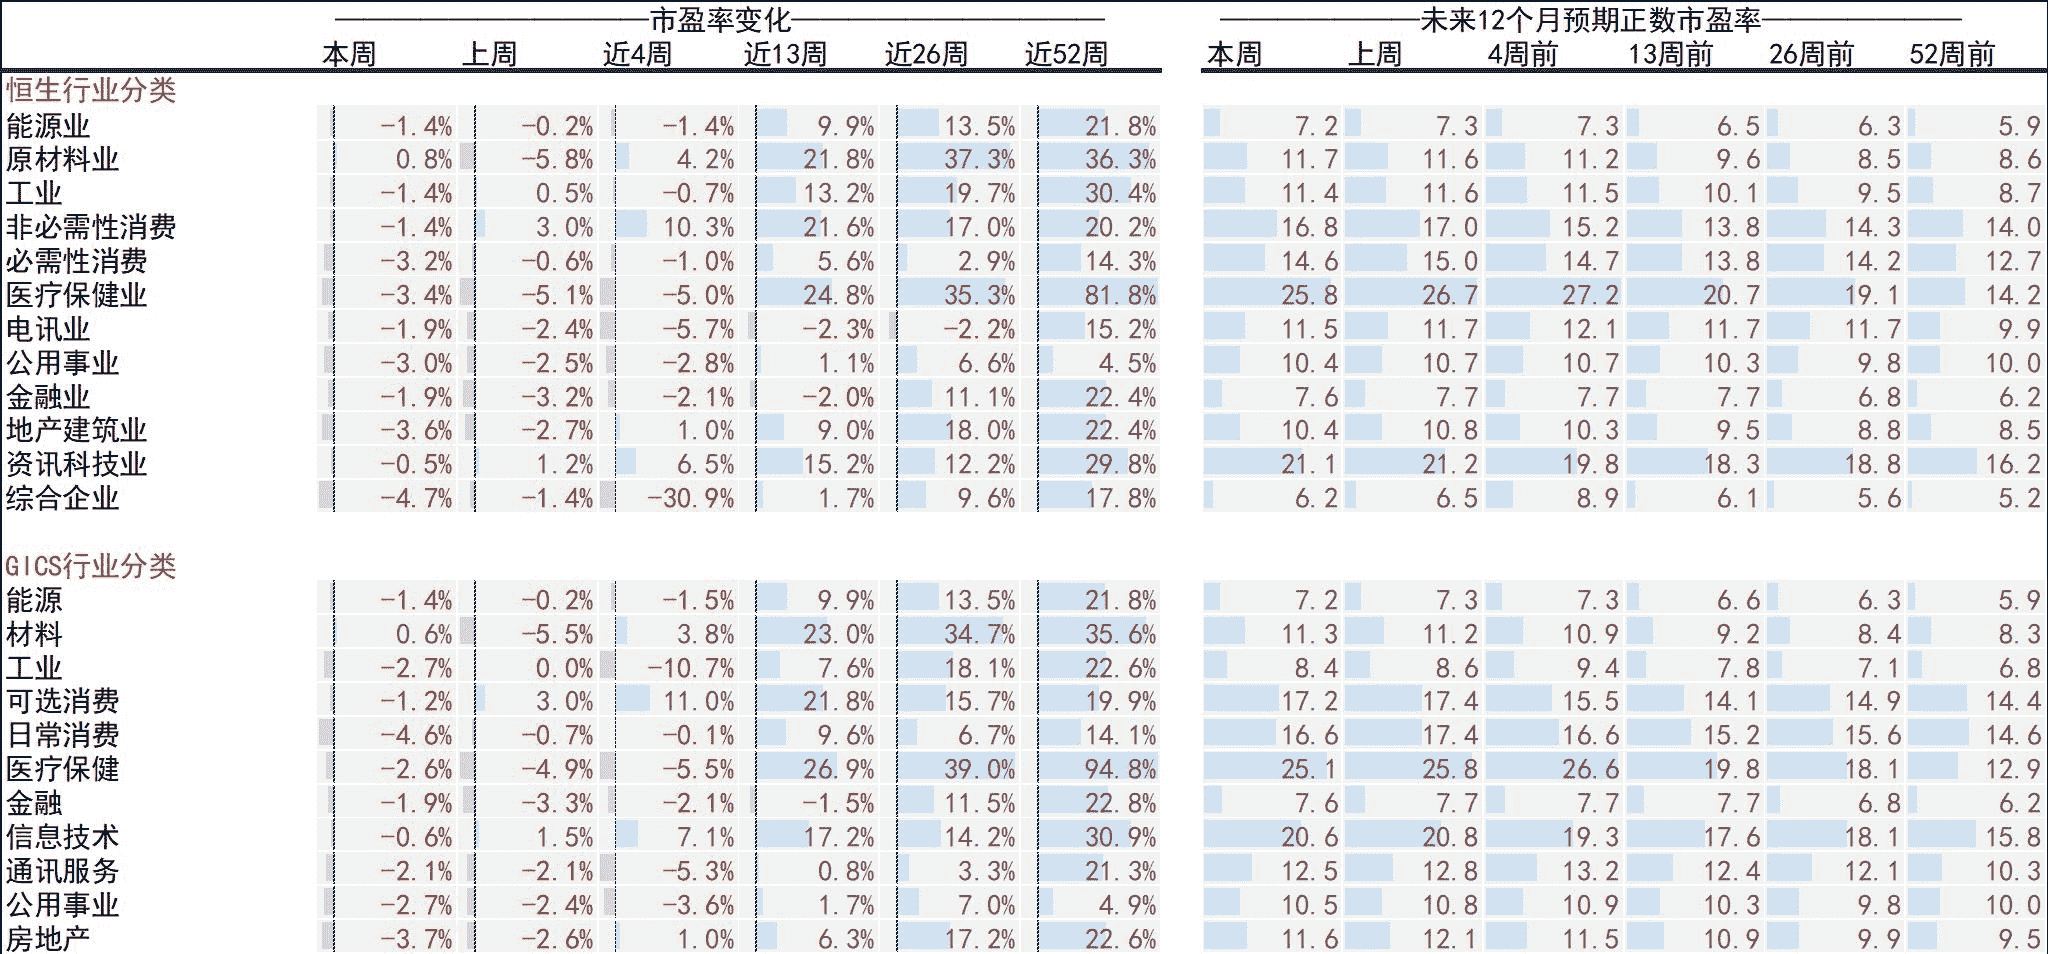 市盈率变化 未来12个月预期正数市盈率
本周 上周 近4周 近13周 近26周 近52周 本周 上周 4周前 13周前 26周前 52周前
恒生行业分类
能源业 -1.4% -0.2% -1.4% 9.9% 13.5% 21.8% 7.2 7.3 7.3 6.5 6.3 5.9
原材料业 0.8% -5.8% 4.2% 21.8% 37.3% 36.3% 11.7 11.6 11.2 9.6 8.5 8.6
工业 -1.4% 0.5% -0.7% 13.2% 19.7% 30.4% 11.4 11.6 11.5 10.1 9.5 8.7
非必需性消费 -1.4% 3.0% 10.3% 21.6% 17.0% 20.2% 16.8 17.0 15.2 13.8 14.3 14.0
必需性消费 -3.2% -0.6% -1.0% 5.6% 2.9% 14.3% 14.6 15.0 14.7 13.8 14.2 12.7
医疗保健业 -3.4% -5.1% -5.0% 24.8% 35.3% 81.8% 25.8 26.7 27.2 20.7 19.1 14.2
电讯业 -1.9% -2.4% -5.7% -2.3% -2.2% 15.2% 11.5 11.7 12.1 11.7 11.7 9.9
公用事业 -3.0% -2.5% -2.8% 1.1% 6.6% 4.5% 10.4 10.7 10.7 10.3 9.8 10.0
金融业 -1.9% -3.2% -2.1% -2.0% 11.1% 22.4% 7.6 7.7 7.7 7.7 6.8 6.2
地产建筑业 -3.6% -2.7% 1.0% 9.0% 18.0% 22.4% 10.4 10.8 10.3 9.5 8.8 8.5
资讯科技业 -0.5% 1.2% 6.5% 15.2% 12.2% 29.8% 21.1 21.2 19.8 18.3 18.8 16.2
综合企业 -4.7% -1.4% -30.9% 1.7% 9.6% 17.8% 6.2 6.5 8.9 6.1 5.6 5.2
GICS行业分类
能源 -1.4% -0.2% -1.5% 9.9% 13.5% 21.8% 7.2 7.3 7.3 6.6 6.3 5.9
材料 0.6% -5.5% 3.8% 23.0% 34.7% 35.6% 11.3 11.2 10.9 9.2 8.4 8.3
工业 -2.7% 0.0% -10.7% 7.6% 18.1% 22.6% 8.4 8.6 9.4 7.8 7.1 6.8
可选消费 -1.2% 3.0% 11.0% 21.8% 15.7% 19.9% 17.2 17.4 15.5 14.1 14.9 14.4
日常消费 -4.6% -0.7% -0.1% 9.6% 6.7% 14.1% 16.6 17.4 16.6 15.2 15.6 14.6
医疗保健 -2.6% -4.9% -5.5% 26.9% 39.0% 94.8% 25.1 25.8 26.6 19.8 18.1 12.9
金融 -1.9% -3.3% -2.1% -1.5% 11.5% 22.8% 7.6 7.7 7.7 7.7 6.8 6.2
信息技术 -0.6% 1.5% 7.1% 17.2% 14.2% 30.9% 20.6 20.8 19.3 17.6 18.1 15.8
通讯服务 -2.1% -2.1% -5.3% 0.8% 3.3% 21.3% 12.5 12.8 13.2 12.4 12.1 10.3
公用事业 -2.7% -2.4% -3.6% 1.7% 7.0% 4.9% 10.5 10.8 10.9 10.3 9.8 10.0
房地产 -3.7% -2.6% 1.0% 6.3% 17.2% 22.6% 11.6 12.1 11.5 10.9 9.9 9.5